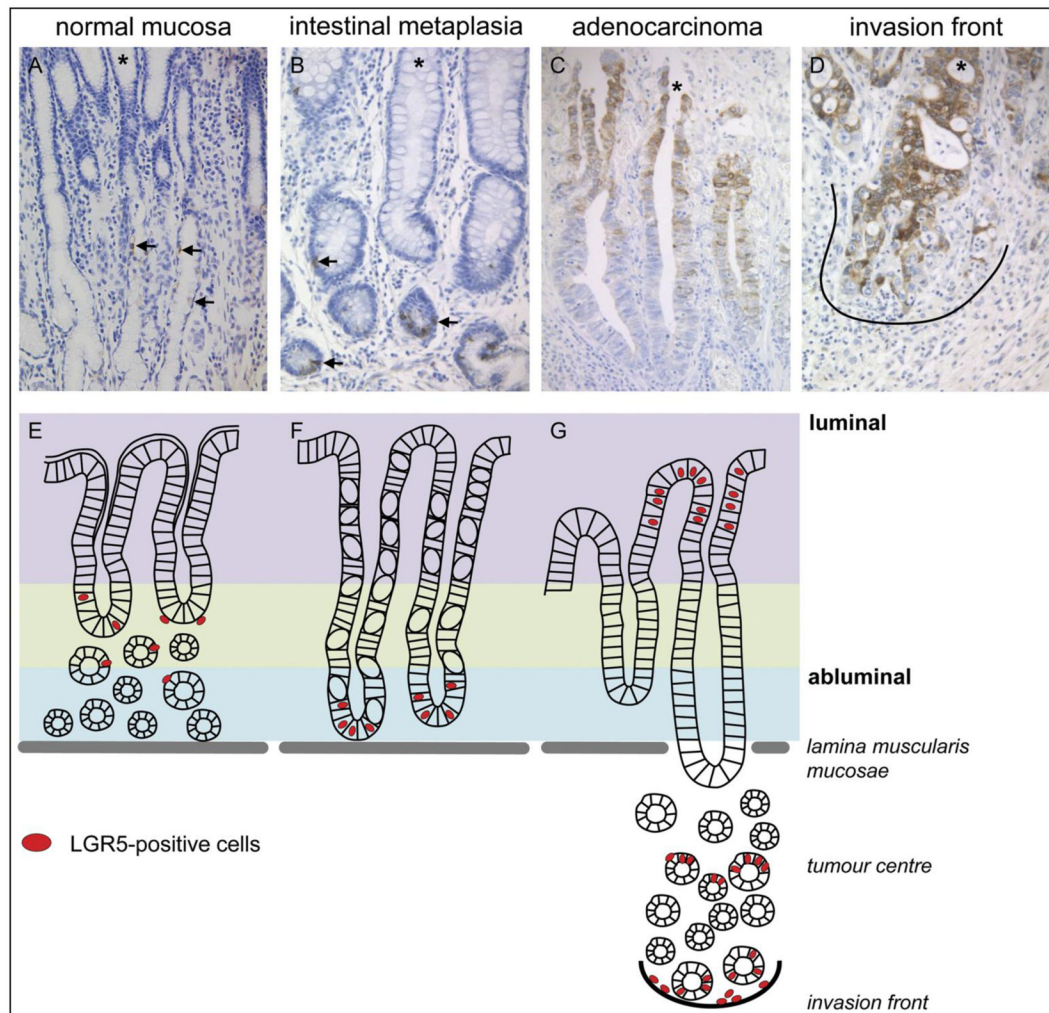 normal mucosa
intestinal metaplasia
adenocarcinoma
invasion front
A
*
B
*
C
*
D
*
E
F
G
luminal
abluminal
lamina muscularis
mucosae
LGR5-positive cells
tumour centre
invasion front